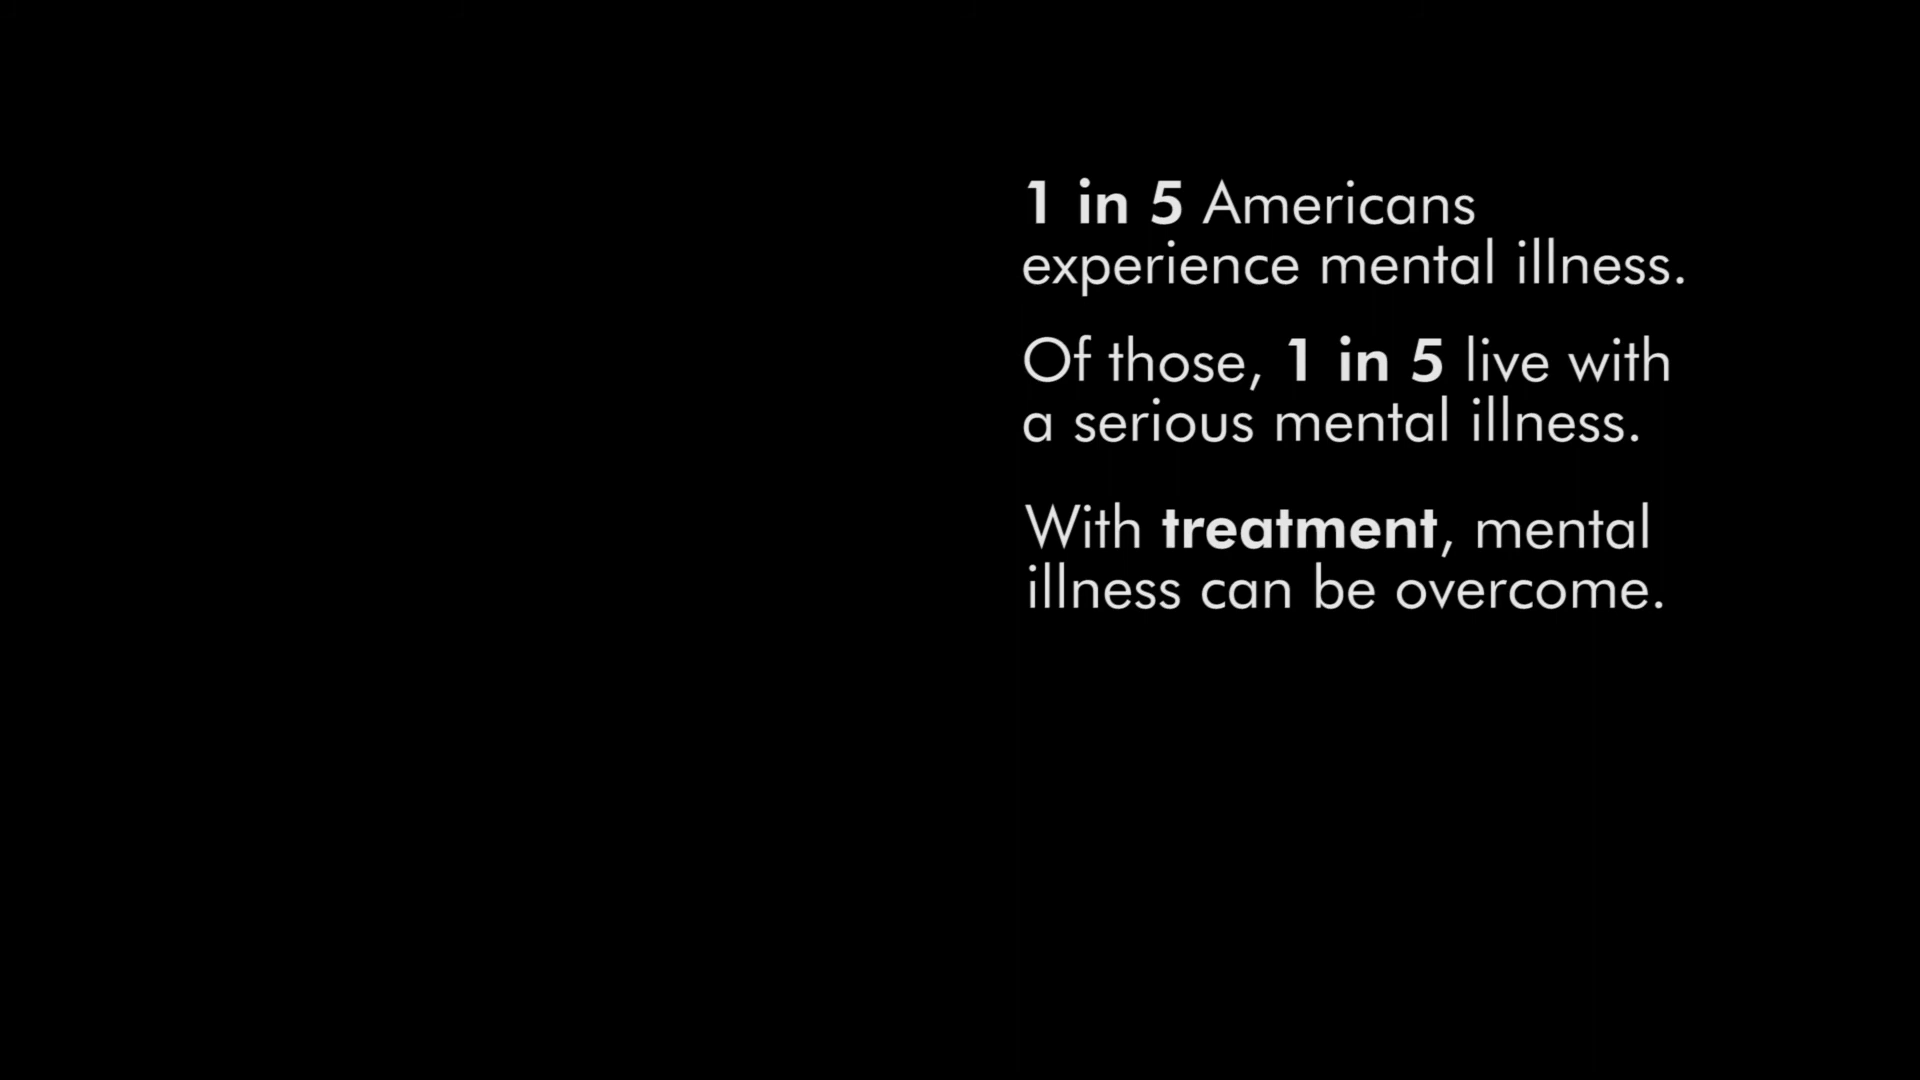 1 in 5 Americans
experience mental illness.
Of those, 1 in 5 live with
a serious mental illness.
With treatment, mental
illness can be overcome.